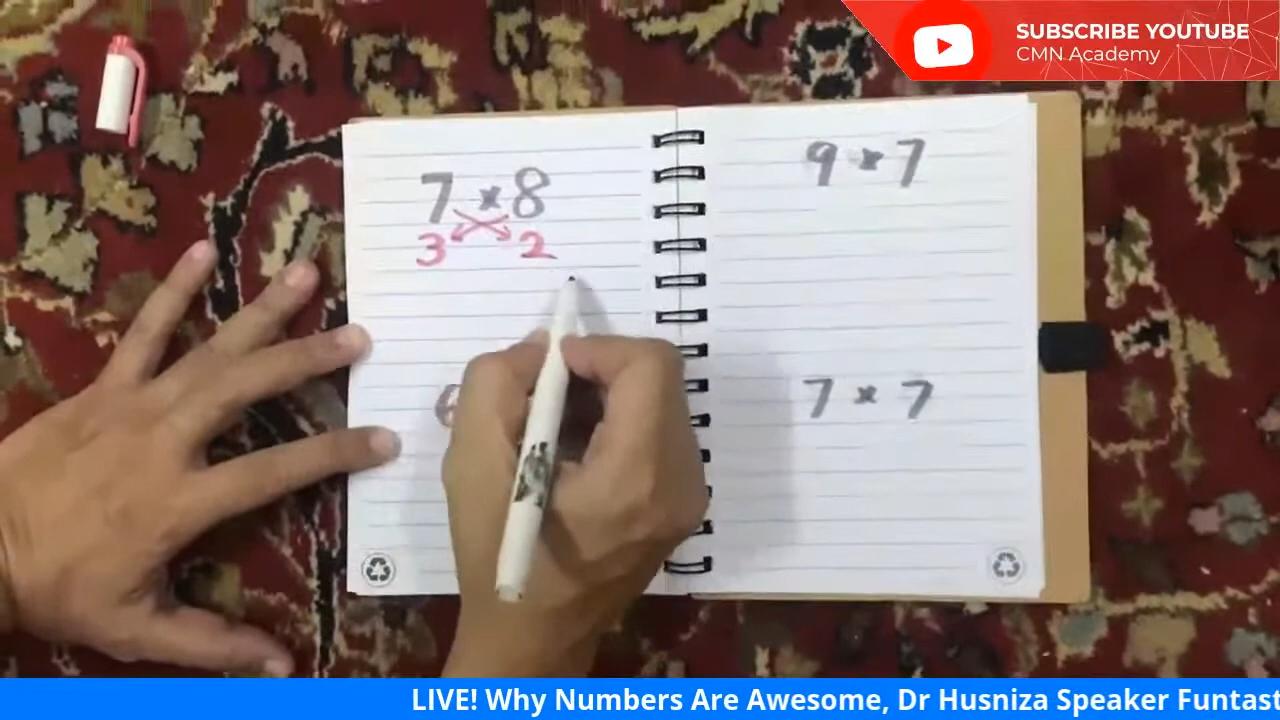 SUBSCRIBE YOUTUBE
CMN Academy
7 × 8
3 2
6
9 × 7
7 × 7
LIVE! Why Numbers Are Awesome, Dr Husniza Speaker Funtast